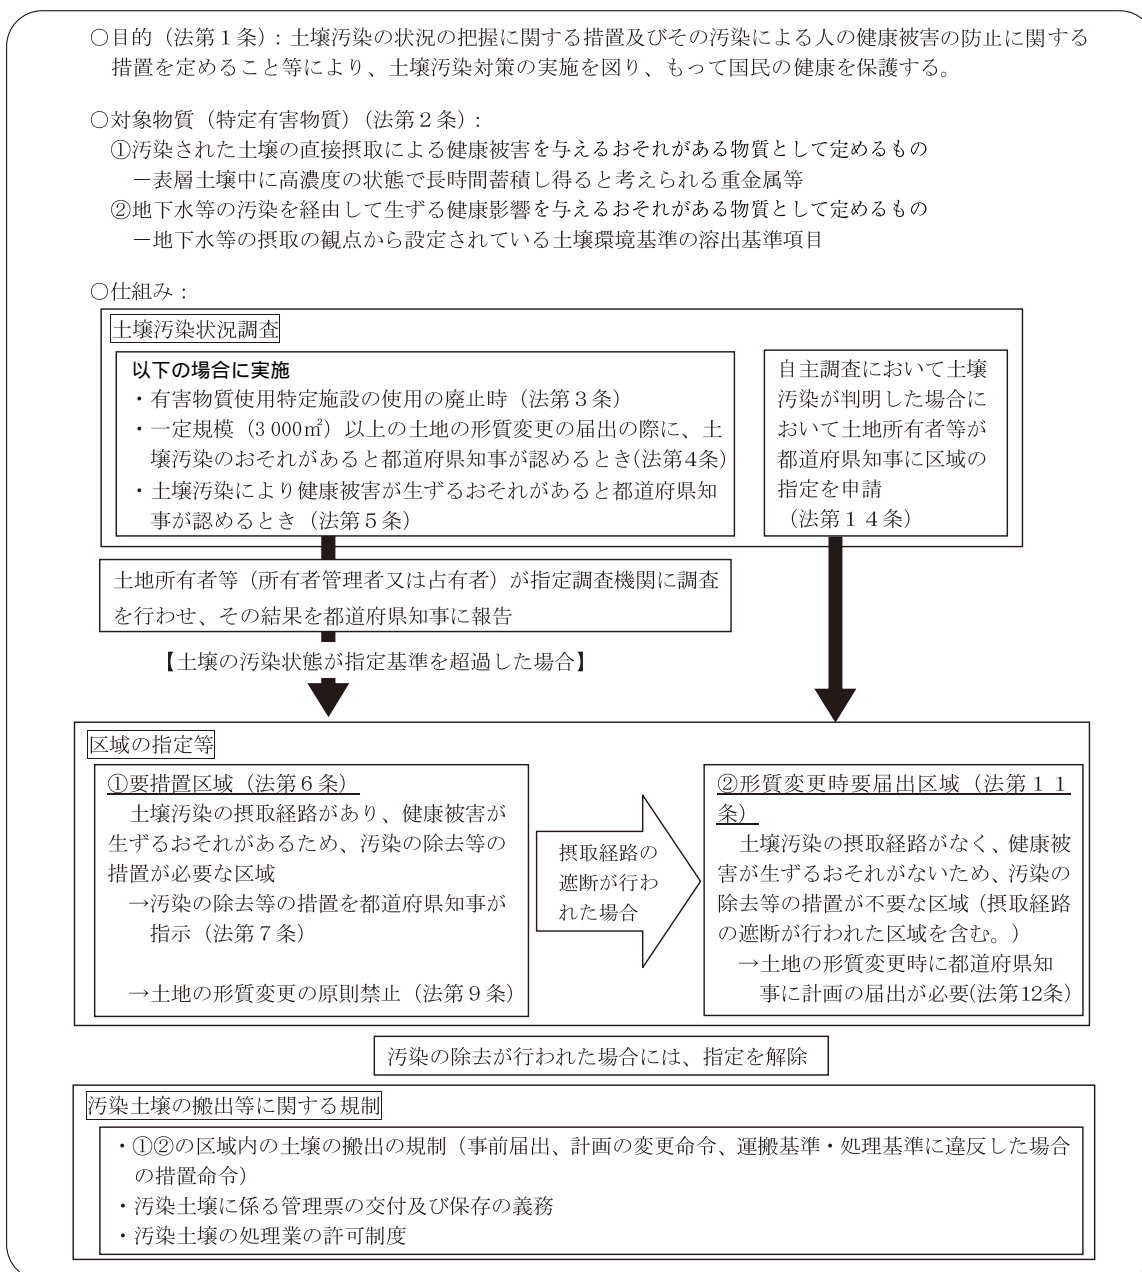 ○目的（法第１条）：土壌汚染の状況の把握に関する措置及びその汚染による人の健康被害の防止に関する
措置を定めること等により、土壌汚染対策の実施を図り、もって国民の健康を保護する。
○対象物質（特定有害物質）（法第２条）：
①汚染された土壌の直接摂取による健康被害を与えるおそれがある物質として定めるもの
－表層土壌中に高濃度の状態で長時間蓄積し得ると考えられる重金属等
②地下水等の汚染を経由して生ずる健康影響を与えるおそれがある物質として定めるもの
－地下水等の摂取の観点から設定されている土壌環境基準の溶出基準項目
○仕組み：
土壌汚染状況調査
以下の場合に実施
・有害物質使用特定施設の使用の廃止時（法第３条）
・一定規模（3 000㎡）以上の土地の形質変更の届出の際に、土
壌汚染のおそれがあると都道府県知事が認めるとき(法第4条)
・土壌汚染により健康被害が生ずるおそれがあると都道府県知
事が認めるとき（法第５条）
自主調査において土壌
汚染が判明した場合に
おいて土地所有者等が
都道府県知事に区域の
指定を申請
（法第１４条）
土地所有者等（所有者管理者又は占有者）が指定調査機関に調査
を行わせ、その結果を都道府県知事に報告
【土壌の汚染状態が指定基準を超過した場合】
区域の指定等
①要措置区域（法第６条）
土壌汚染の摂取経路があり、健康被害が
生ずるおそれがあるため、汚染の除去等の
措置が必要な区域
→汚染の除去等の措置を都道府県知事が
指示（法第７条）
→土地の形質変更の原則禁止（法第９条）
摂取経路の
遮断が行わ
れた場合
②形質変更時要届出区域（法第１１
条）
土壌汚染の摂取経路がなく、健康被
害が生ずるおそれがないため、汚染の
除去等の措置が不要な区域（摂取経路
の遮断が行われた区域を含む。）
→土地の形質変更時に都道府県知
事に計画の届出が必要(法第12条)
汚染の除去が行われた場合には、指定を解除
汚染土壌の搬出等に関する規制
・①②の区域内の土壌の搬出の規制（事前届出、計画の変更命令、運搬基準・処理基準に違反した場合
の措置命令）
・汚染土壌に係る管理票の交付及び保存の義務
・汚染土壌の処理業の許可制度